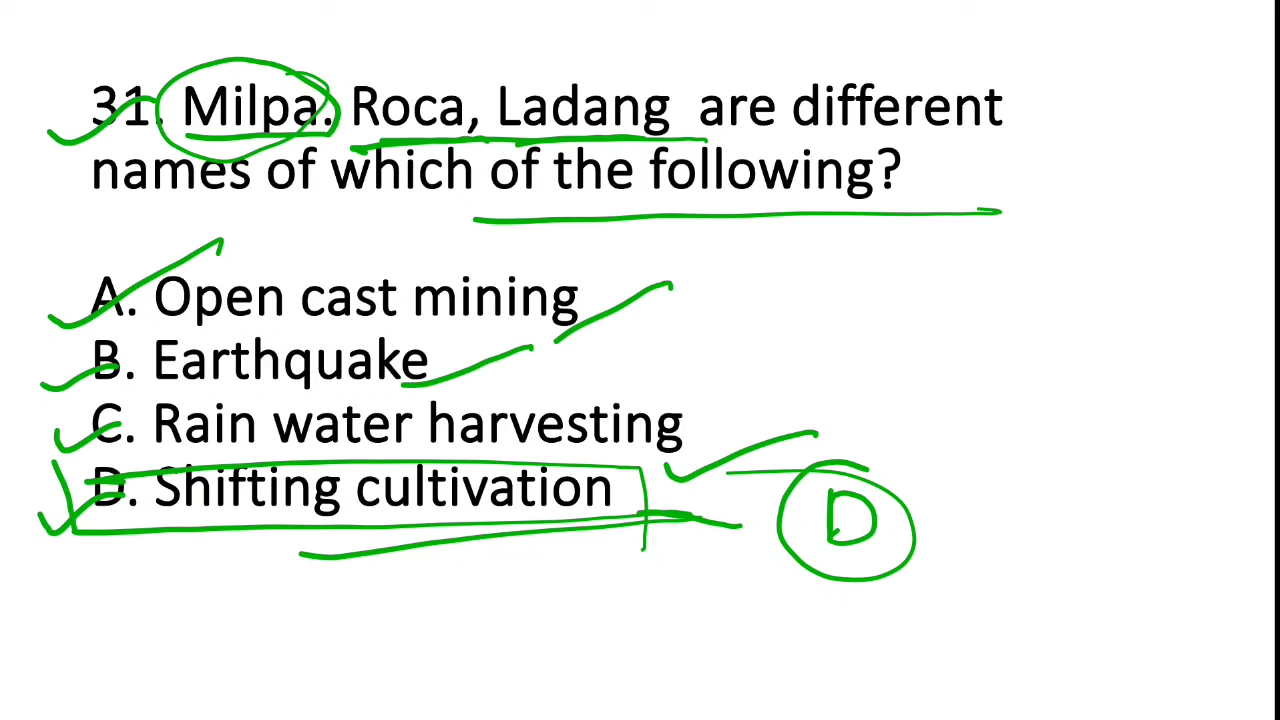 31. Milpa. Roca, Ladang are different
names of which of the following?
A. Open cast mining
B. Earthquake
C. Rain water harvesting
D. Shifting cultivation
D